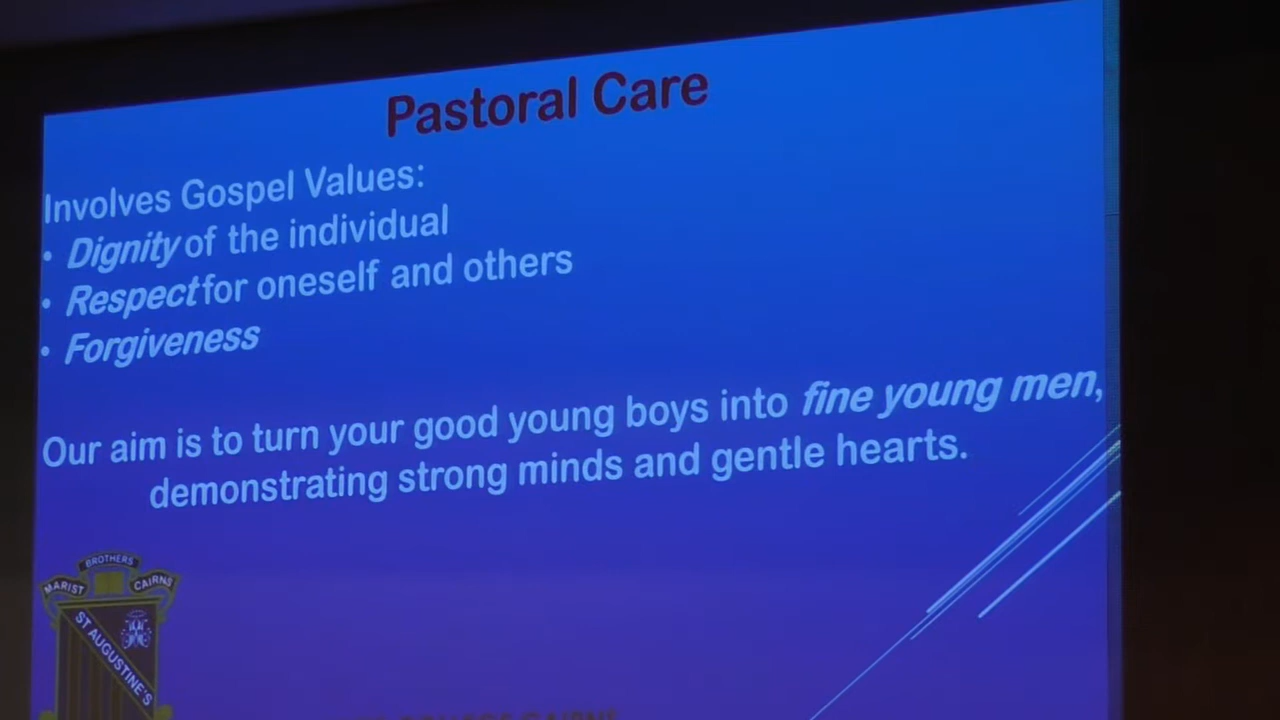 Pastoral Care
Involves Gospel Values:
• Dignity of the individual
• Respect for oneself and others
• Forgiveness
Our aim is to turn your good young boys into fine young men,
demonstrating strong minds and gentle hearts.
BROTHERS
MARIST CAIRNS
ST AUGUSTINE'S